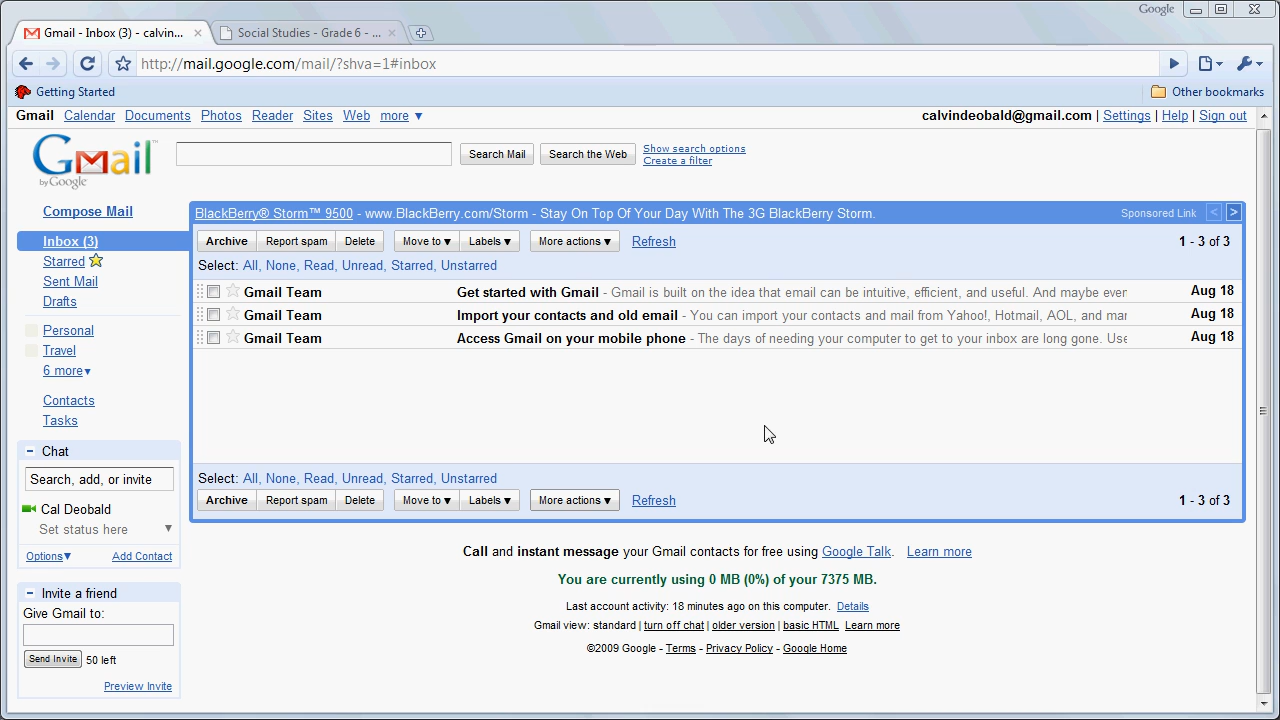 Google
Gmail - Inbox (3) - calvin... Social Studies - Grade 6 - ...
http://mail.google.com/mail/?shva=1#inbox
Getting Started Other bookmarks
Gmail Calendar Documents Photos Reader Sites Web more ▼ calvindeobald@gmail.com | Settings | Help | Sign out
Gmail™
by Google
Search Mail Search the Web Show search options
Create a filter
Compose Mail
Inbox (3)
Starred
Sent Mail
Drafts
Personal
Travel
6 more▼
Contacts
Tasks
− Chat
Search, add, or invite
Cal Deobald
Set status here ▼
Options▼ Add Contact
− Invite a friend
Give Gmail to:
Send Invite 50 left
Preview Invite
BlackBerry® Storm™ 9500 - www.BlackBerry.com/Storm - Stay On Top Of Your Day With The 3G BlackBerry Storm. Sponsored Link < >
Archive Report spam Delete Move to ▼ Labels ▼ More actions ▼ Refresh 1 - 3 of 3
Select: All, None, Read, Unread, Starred, Unstarred
Gmail Team Get started with Gmail - Gmail is built on the idea that email can be intuitive, efficient, and useful. And maybe even Aug 18
Gmail Team Import your contacts and old email - You can import your contacts and mail from Yahoo!, Hotmail, AOL, and mar Aug 18
Gmail Team Access Gmail on your mobile phone - The days of needing your computer to get to your inbox are long gone. Use Aug 18
Select: All, None, Read, Unread, Starred, Unstarred
Archive Report spam Delete Move to ▼ Labels ▼ More actions ▼ Refresh 1 - 3 of 3
Call and instant message your Gmail contacts for free using Google Talk. Learn more
You are currently using 0 MB (0%) of your 7375 MB.
Last account activity: 18 minutes ago on this computer. Details
Gmail view: standard | turn off chat | older version | basic HTML Learn more
©2009 Google - Terms - Privacy Policy - Google Home